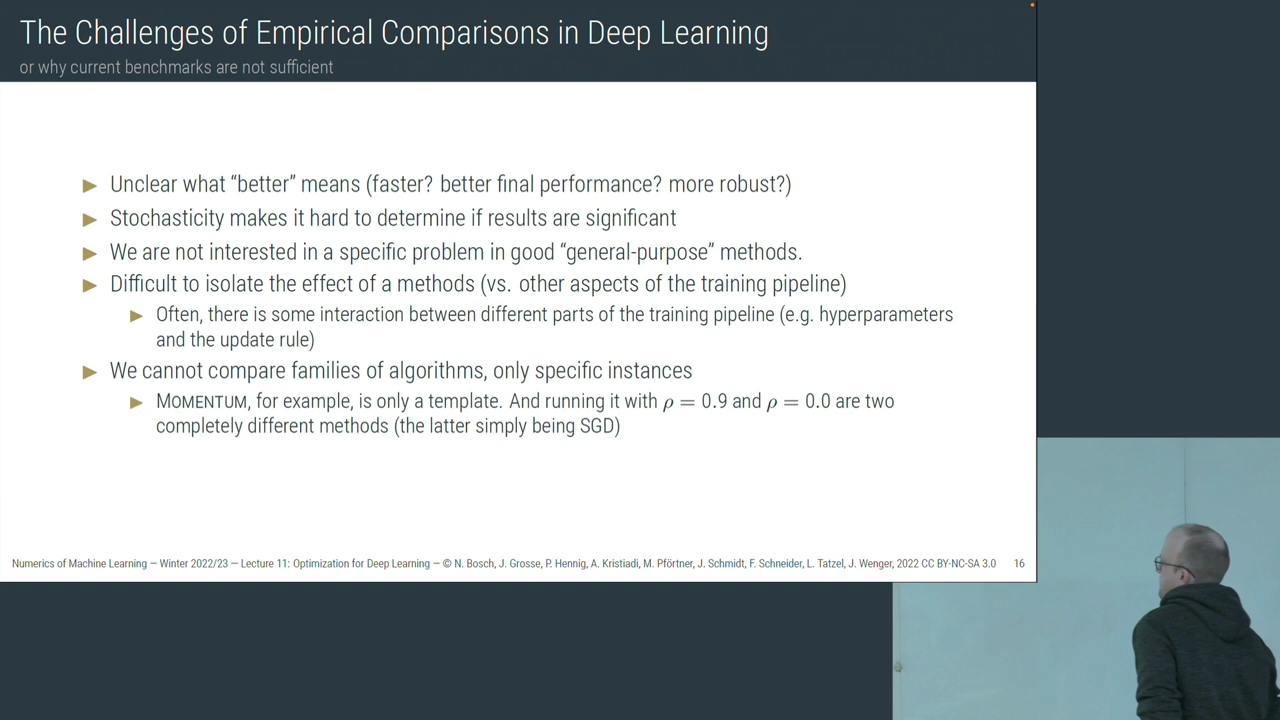 The Challenges of Empirical Comparisons in Deep Learning
or why current benchmarks are not sufficient
▶ Unclear what “better” means (faster? better final performance? more robust?)
▶ Stochasticity makes it hard to determine if results are significant
▶ We are not interested in a specific problem in good “general-purpose” methods.
▶ Difficult to isolate the effect of a methods (vs. other aspects of the training pipeline)
▶ Often, there is some interaction between different parts of the training pipeline (e.g. hyperparameters
and the update rule)
▶ We cannot compare families of algorithms, only specific instances
▶ MOMENTUM, for example, is only a template. And running it with ρ = 0.9 and ρ = 0.0 are two
completely different methods (the latter simply being SGD)
Numerics of Machine Learning — Winter 2022/23 — Lecture 11: Optimization for Deep Learning — © N. Bosch, J. Grosse, P. Hennig, A. Kristiadi, M. Pförtner, J. Schmidt, F. Schneider, L. Tatzel, J. Wenger, 2022 CC BY-NC-SA 3.0 16